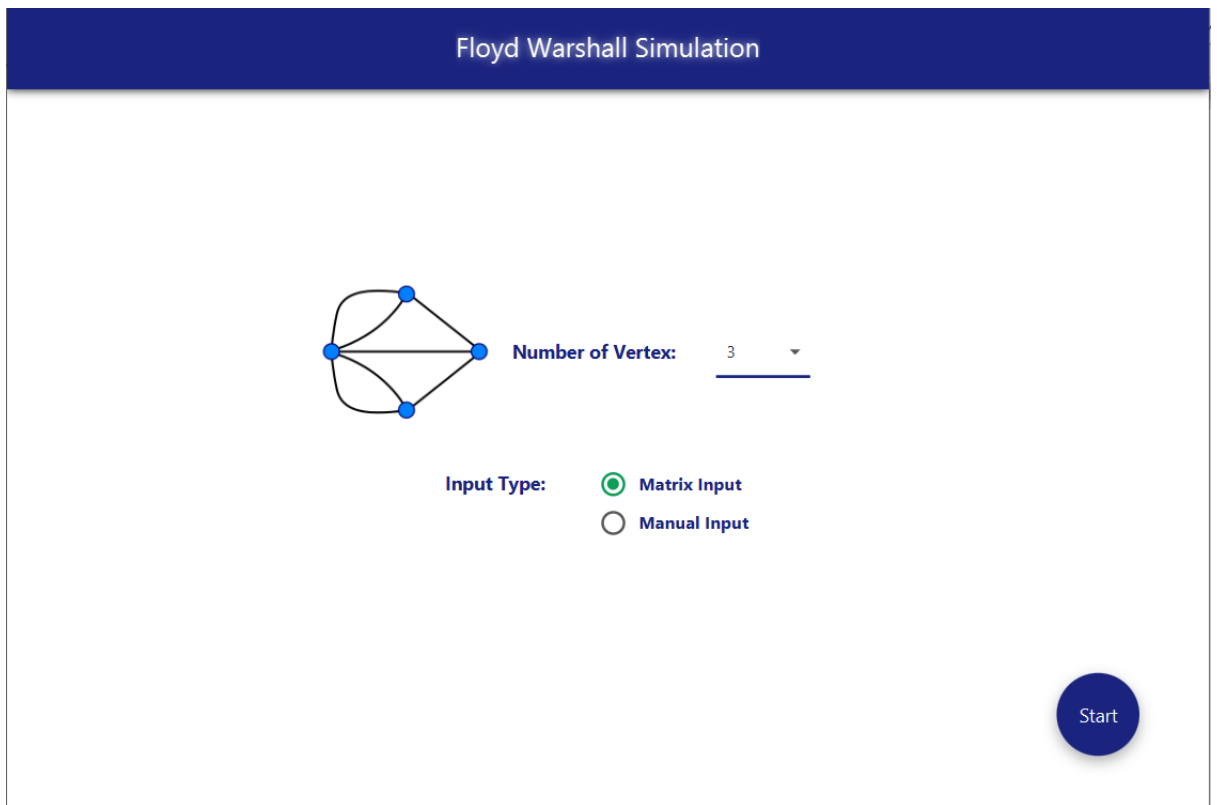 Floyd Warshall Simulation
Number of Vertex: 3
Input Type: Matrix Input
Manual Input
Start